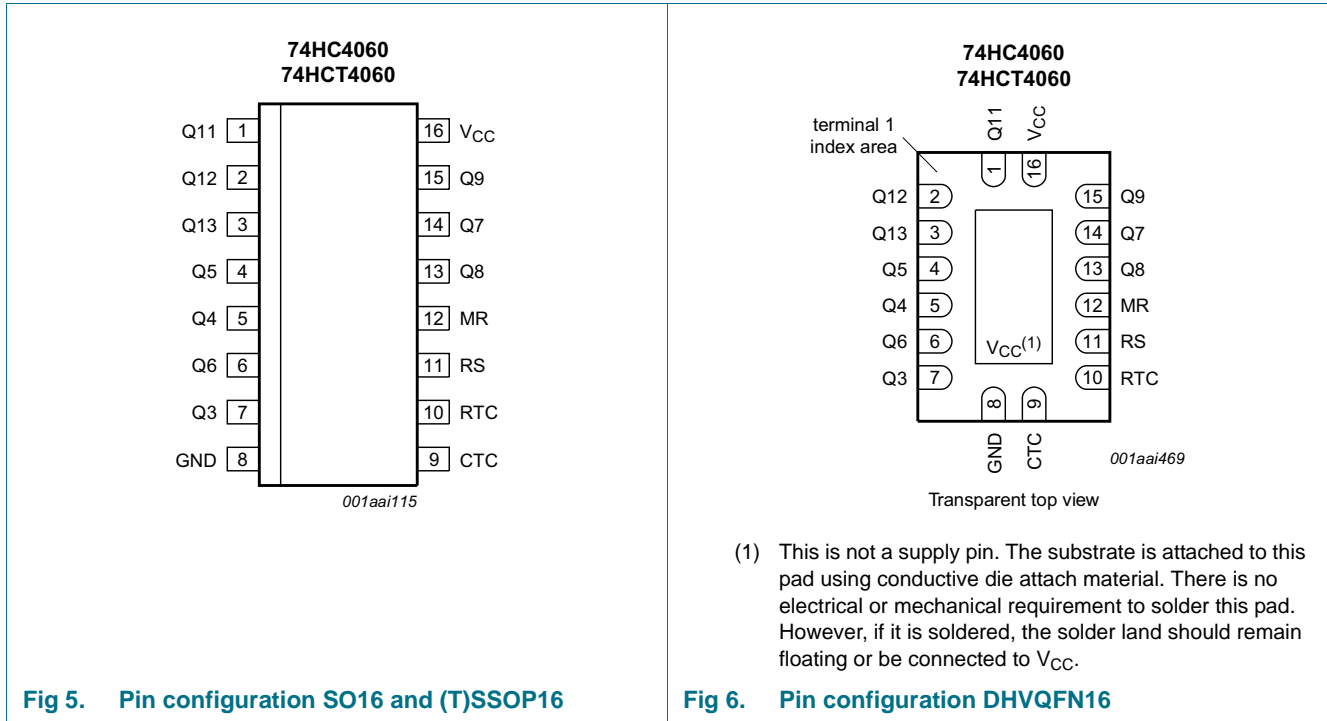 74HC4060
74HCT4060
Q11 1
16 VCC
Q12 2
15 Q9
Q13 3
14 Q7
Q5 4
13 Q8
Q4 5
12 MR
Q6 6
11 RS
Q3 7
10 RTC
GND 8
9 CTC
001aai115
Fig 5. Pin configuration SO16 and (T)SSOP16
74HC4060
74HCT4060
terminal 1
index area
Q11
VCC
1
16
Q12 2
15 Q9
Q13 3
14 Q7
Q5 4
13 Q8
Q4 5
12 MR
Q6 6
11 RS
Q3 7
10 RTC
VCC(1)
8
9
GND
CTC
001aai469
Transparent top view
(1) This is not a supply pin. The substrate is attached to this
pad using conductive die attach material. There is no
electrical or mechanical requirement to solder this pad.
However, if it is soldered, the solder land should remain
floating or be connected to VCC.
Fig 6. Pin configuration DHVQFN16